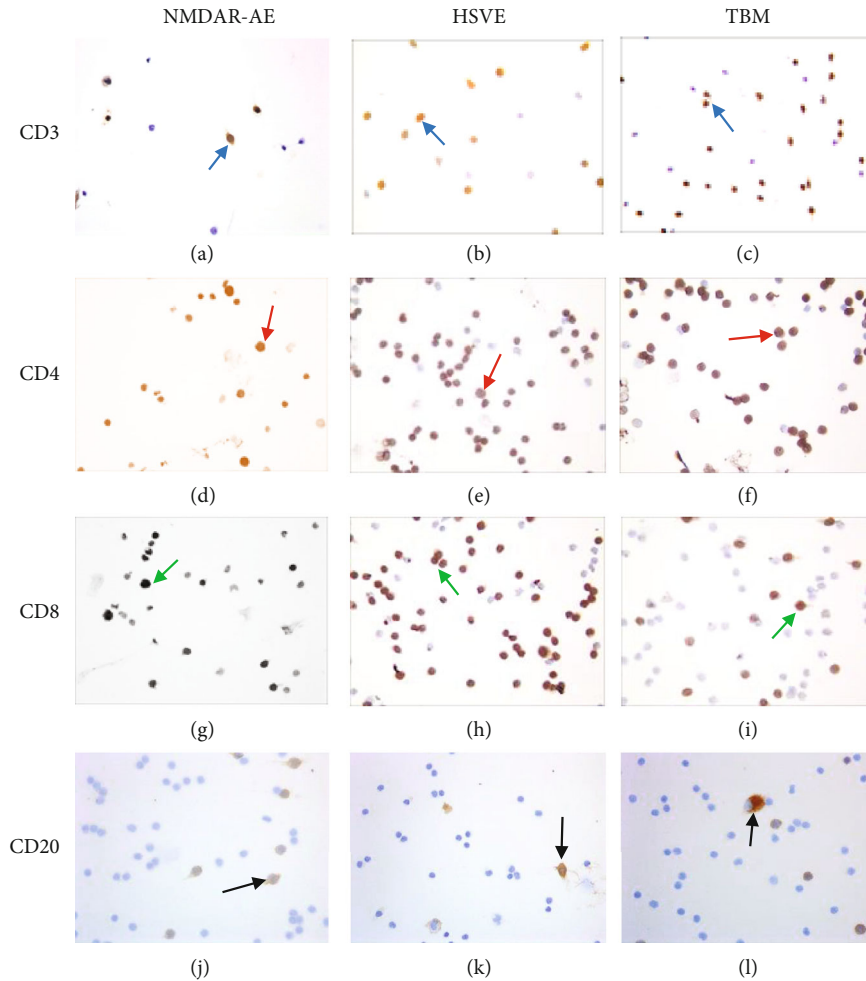 NMDAR-AE HSVE TBM
CD3
(a) (b) (c)
CD4
(d) (e) (f)
CD8
(g) (h) (i)
CD20
(j) (k) (l)